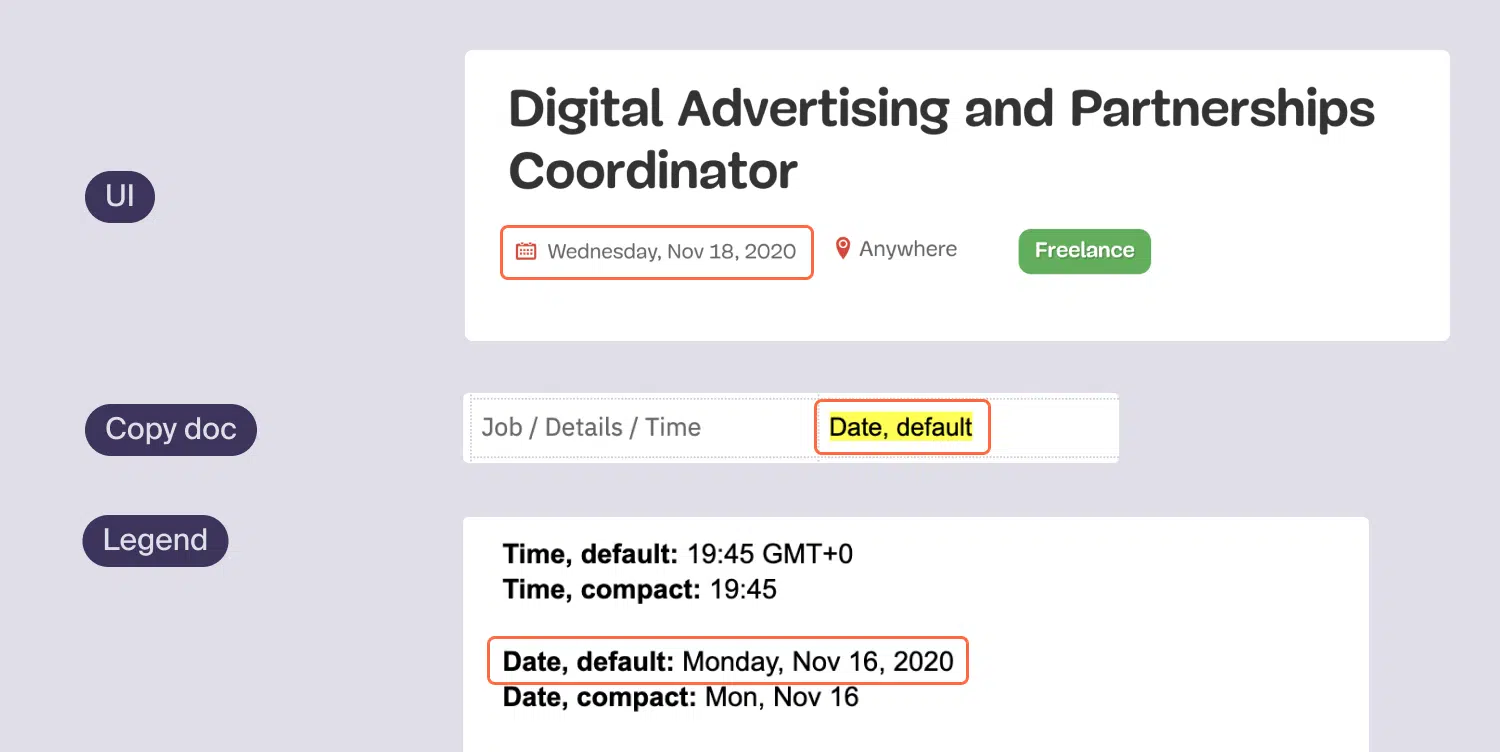 UI
Digital Advertising and Partnerships
Coordinator
Wednesday, Nov 18, 2020
Anywhere
Freelance
Copy doc
Job / Details / Time
Date, default
Legend
Time, default: 19:45 GMT+0
Time, compact: 19:45
Date, default: Monday, Nov 16, 2020
Date, compact: Mon, Nov 16